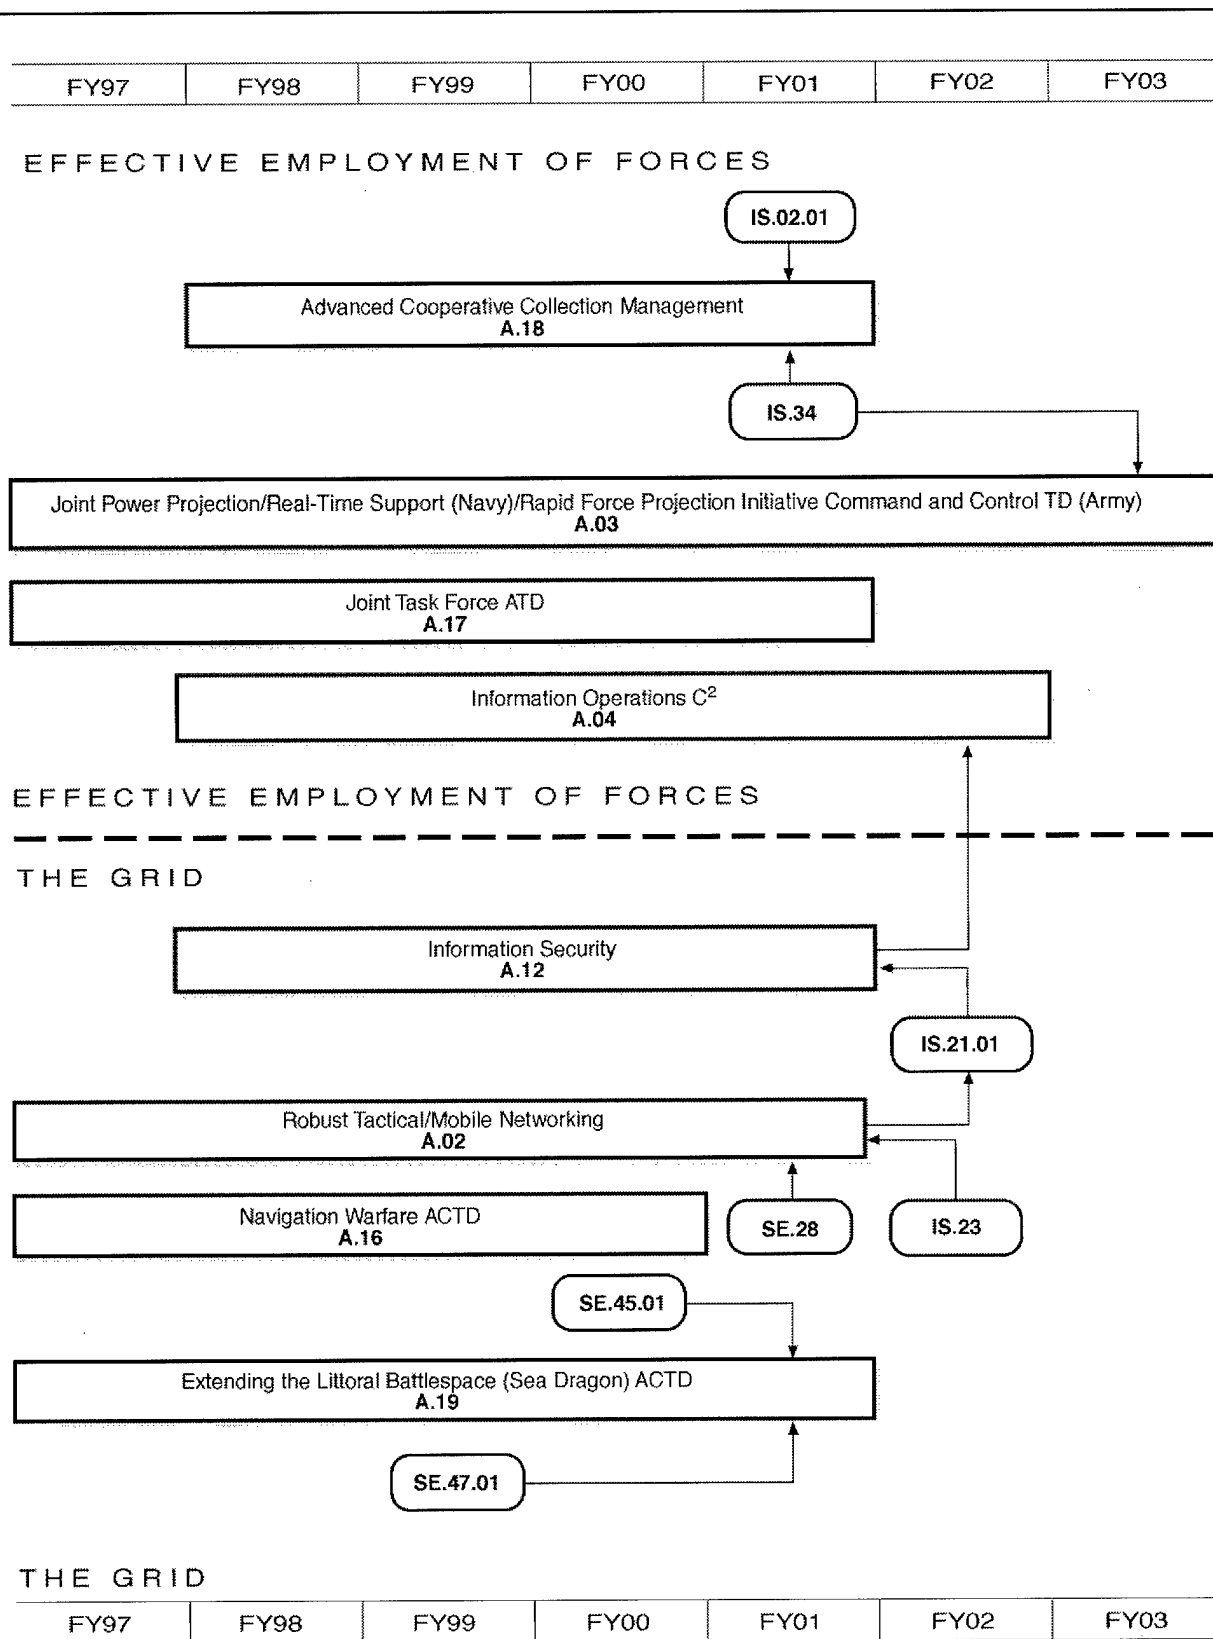 FY97 FY98 FY99 FY00 FY01 FY02 FY03
EFFECTIVE EMPLOYMENT OF FORCES
IS.02.01
Advanced Cooperative Collection Management
A.18
IS.34
Joint Power Projection/Real-Time Support (Navy)/Rapid Force Projection Initiative Command and Control TD (Army)
A.03
Joint Task Force ATD
A.17
Information Operations C²
A.04
EFFECTIVE EMPLOYMENT OF FORCES
THE GRID
Information Security
A.12
IS.21.01
Robust Tactical/Mobile Networking
A.02
Navigation Warfare ACTD
A.16
SE.28
IS.23
SE.45.01
Extending the Littoral Battlespace (Sea Dragon) ACTD
A.19
SE.47.01
THE GRID
FY97 FY98 FY99 FY00 FY01 FY02 FY03